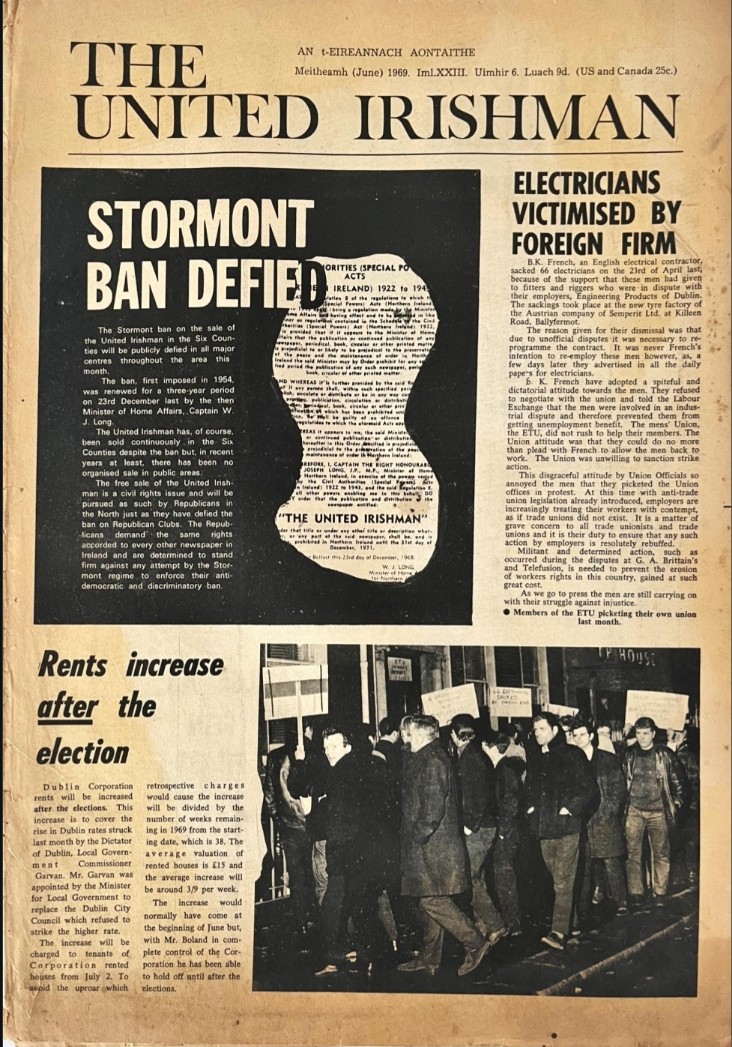 AN t-EIREANNACH AONTAITHE
Meitheamh (June) 1969. Iml.XXIII. Uimhir 6. Luach 9d. (US and Canada 25c.)
THE
UNITED IRISHMAN
STORMONT
BAN DEFIED
The Stormont ban on the sale of
the United Irishman in the Six Coun-
ties will be publicly defied in all major
centres throughout the area this
month.
The ban, first imposed in 1954,
was renewed for a three-year period
on 23rd December last by the then
Minister of Home Affairs, Captain W.
J. Long.
The United Irishman has, of course,
been sold continuously in the Six
Counties despite the ban but, in recent
years at least, there has been no
organised sale in public areas.
The free sale of the United Irish-
man is a civil rights issue and will be
pursued as such by Republicans in
the North just as they have defied the
ban on Republican Clubs. The Repub-
licans demand the same rights
accorded to every other newspaper in
Ireland and are determined to stand
firm against any attempt by the Stor-
mont regime to enforce their anti-
democratic and discriminatory ban.
ORITIES (SPECIAL PO
ACTS
IRELAND) 1922 to 194
"THE UNITED IRISHMAN"
December, 1971.
Belfast this 23rd day of December, 1968.
W. J. LONG,
Minister of Home
for Northern
ELECTRICIANS
VICTIMISED BY
FOREIGN FIRM
B.K. French, an English electrical contractor,
sacked 66 electricians on the 23rd of April last,
because of the support that these men had given
to fitters and riggers who were in dispute with
their employers, Engineering Products of Dublin.
The sackings took place at the new tyre factory of
the Austrian company of Semperit Ltd. at Killeen
Road, Ballyfermot.
The reason given for their dismissal was that
due to unofficial disputes it was necessary to re-
programme the contract. It was never French's
intention to re-employ these men however, as, a
few days later they advertised in all the daily
papers for electricians.
B. K. French have adopted a spiteful and
dictatorial attitude towards the men. They refused
to negotiate with the union and told the Labour
Exchange that the men were involved in an indus-
trial dispute and therefore prevented them from
getting unemployment benefit. The mens' Union,
the ETU, did not rush to help their members. The
Union attitude was that they could do no more
than plead with French to allow the men back to
work. The Union was unwilling to sanction strike
action.
This disgraceful attitude by Union Officials so
annoyed the men that they picketed the Union
offices in protest. At this time with anti-trade
union legislation already introduced, employers are
increasingly treating their workers with contempt,
as if trade unions did not exist. It is a matter of
grave concern to all trade unionists and trade
unions and it is their duty to ensure that any such
action by employers is resolutely rebuffed.
Militant and determined action, such as
occurred during the disputes at G. A. Brittain's
and Telefusion, is needed to prevent the erosion
of workers rights in this country, gained at such
great cost.
As we go to press the men are still carrying on
with their struggle against injustice.
● Members of the ETU picketing their own union
last month.
Rents increase
after the
election
Dublin Corporation
rents will be increased
after the elections. This
increase is to cover the
rise in Dublin rates struck
last month by the Dictator
of Dublin, Local Govern-
ment Commissioner
Garvan. Mr. Garvan was
appointed by the Minister
for Local Government to
replace the Dublin City
Council which refused to
strike the higher rate.
The increase will be
charged to tenants of
Corporation rented
houses from July 2. To
avoid the uproar which
retrospective charges
would cause the increase
will be divided by the
number of weeks remain-
ing in 1969 from the start-
ing date, which is 38. The
average valuation of
rented houses is £15 and
the average increase will
be around 3/9 per week.
The increase would
normally have come at
the beginning of June but,
with Mr. Boland in com-
plete control of the Cor-
poration he has been able
to hold off until after the
elections.
HOUSE